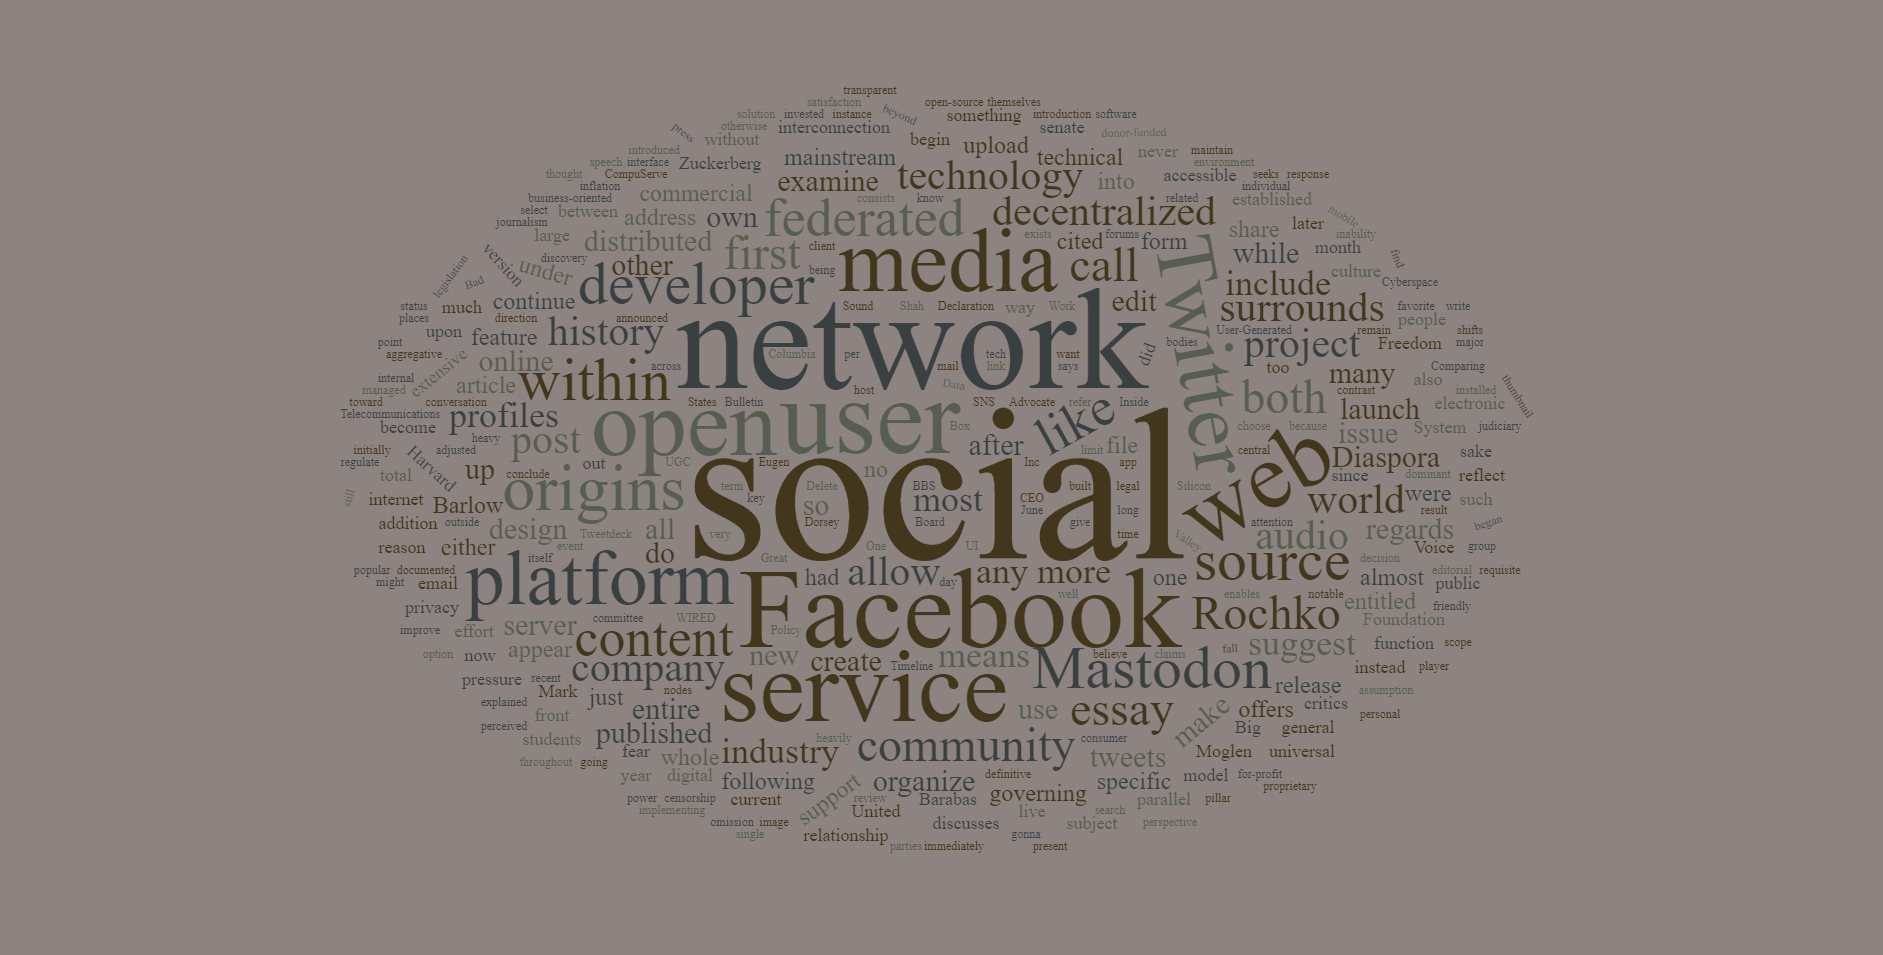 transparent
satisfaction
open-source themselves
solution invested instance beyond something introduction software
press otherwise interconnection senate donor-funded
without begin upload
introduced mainstream technical never maintain
speech interface Zuckerberg environment
thought CompuServe examine technology into accessible seeks response
inflation commercial individual
business-oriented consists know related established
select between address own federated decentralized mobile
journalism later
large distributed first client exists forums cited form share inability
version discovery other being media call Twitter while month find
legislation Bad under developer include culture Cyberspace
status much continue Sound Shah Declaration way Work edit surrounds favorite write
places direction announced people
point upon feature history network User-Generated remain shifts
aggregative did bodies project Freedom major
extensive online across Columbia per tech want too Comparing
internal article within mail link says many also
managed host Data contrast installed thumbnail
toward conversation States Bulletin SNS Advocate refer Inside both launch electronic
Telecommunications profiles open user like
become Box choose because issue System judiciary
initially heavy post after limit file central
regulate adjusted Harvard out UGC Eugen no Inc app web Diaspora sake
total up conclude term key Delete BBS social built legal Silicon since dominant reflect
still internet Barlow origins so most CEO long world were such
addition outside design all Dorsey Board June give attention result began
Tweetdeck very time Valley audio regards
reason either event do One UI Voice group
popular documented itself Great source decision
might email platform had allow day any more one almost editorial requisite
privacy well enables notable public
committee WIRED Facebook Rochko entitled friendly
improve effort server content Policy Foundation
option now appear new create Timeline means believe claims fall suggest function scope
pressure recent company service Mastodon instead player
explained Mark just nodes release assumption
front entire use essay make offers critics personal
perceived students published heavily community consumer Big general
throughout going fear whole industry tweets Moglen universal
year digital following support organize definitive specific model for-profit
power censorship current review Barabas governing parallel pillar proprietary
implementing United live search
omission image discusses subject perspective
single relationship gonna
parties immediately present